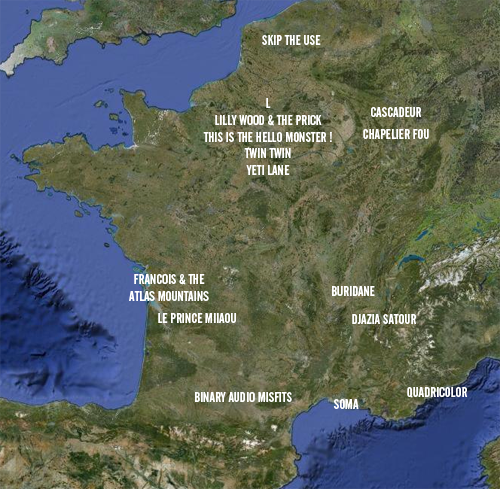 SKIP THE USE
L
LILLY WOOD & THE PRICK
THIS IS THE HELLO MONSTER !
TWIN TWIN
YETI LANE
CASCADEUR
CHAPELIER FOU
FRANCOIS & THE
ATLAS MOUNTAINS
LE PRINCE MIIAOU
BURIDANE
DJAZIA SATOUR
BINARY AUDIO MISFITS
SOMA
QUADRICOLOR